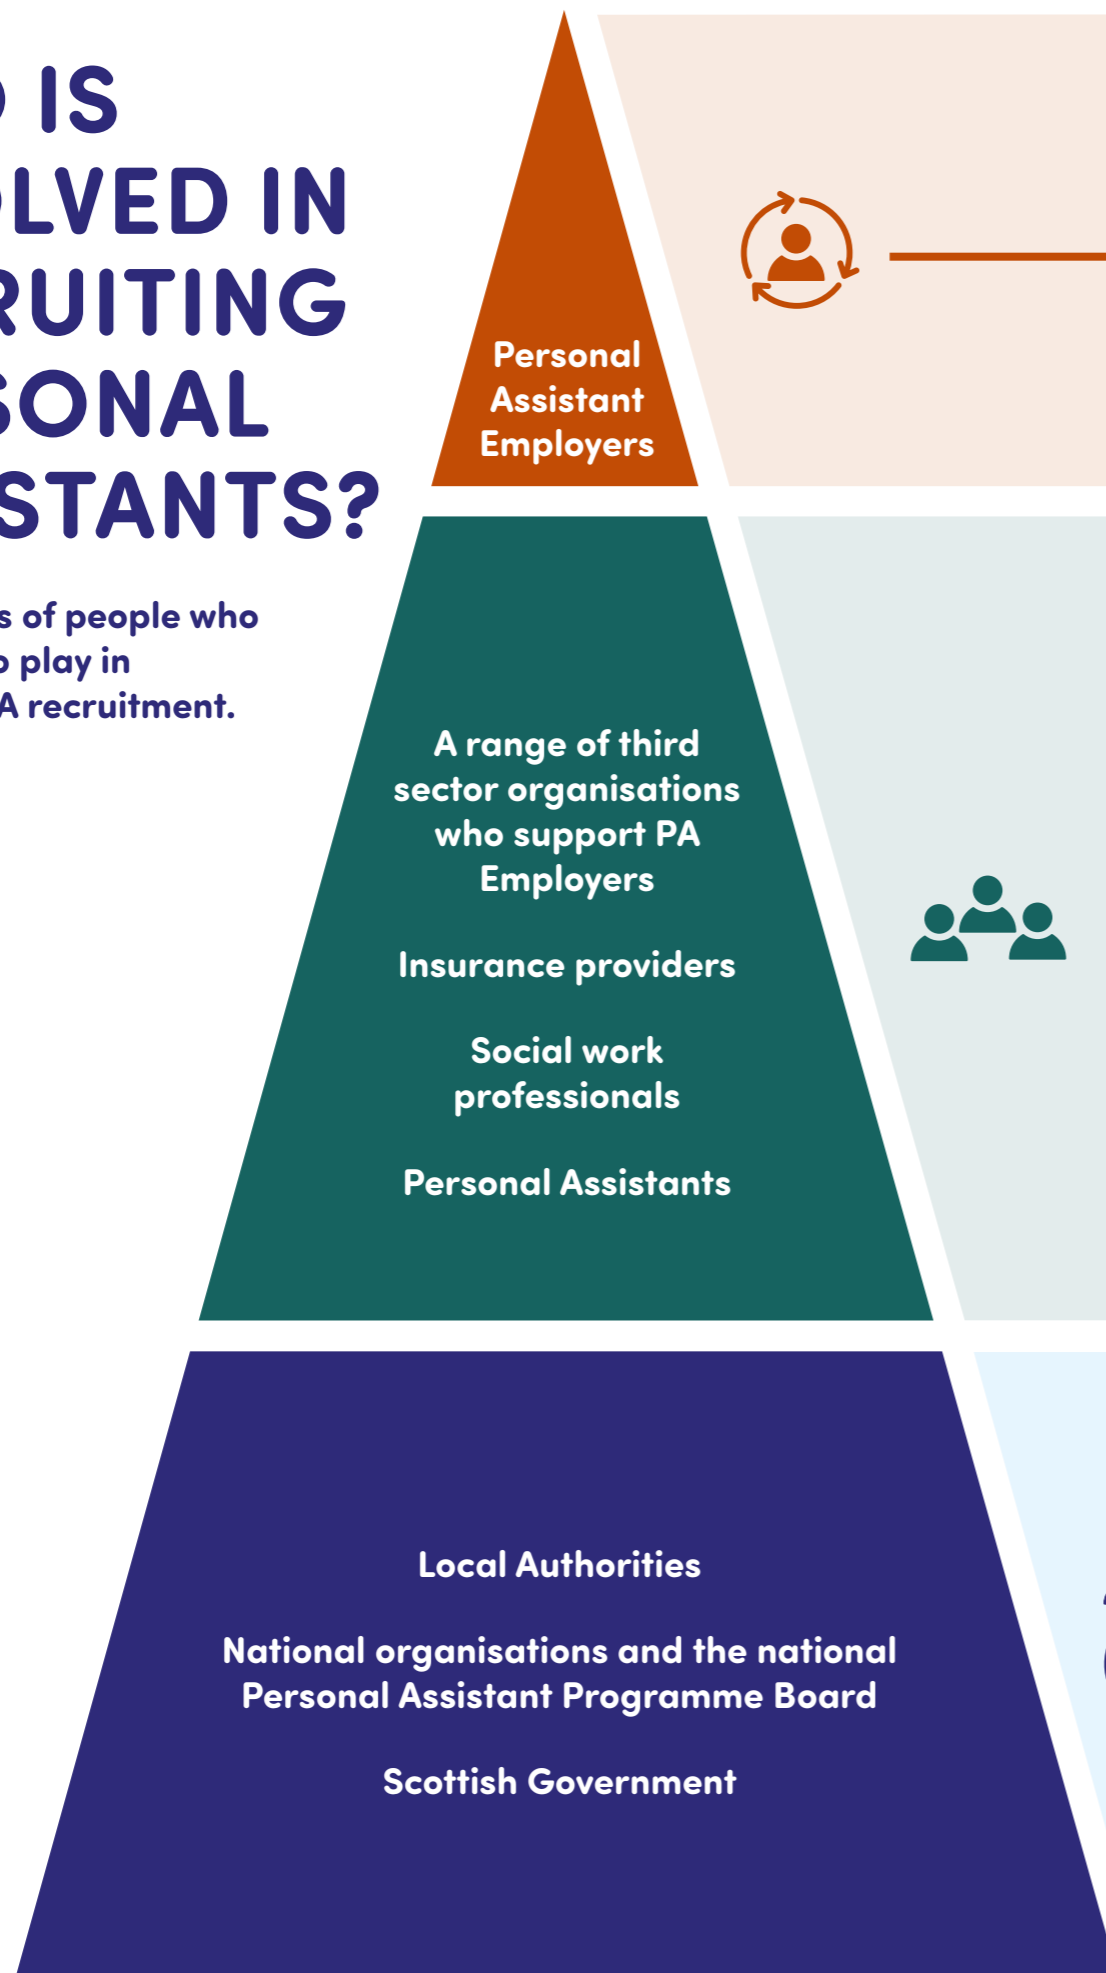 IS
LVED IN
RUITING
SONAL
STANTS?
s of people who
o play in
A recruitment.
Personal
Assistant
Employers
A range of third
sector organisations
who support PA
Employers
Insurance providers
Social work
professionals
Personal Assistants
Local Authorities
National organisations and the national
Personal Assistant Programme Board
Scottish Government